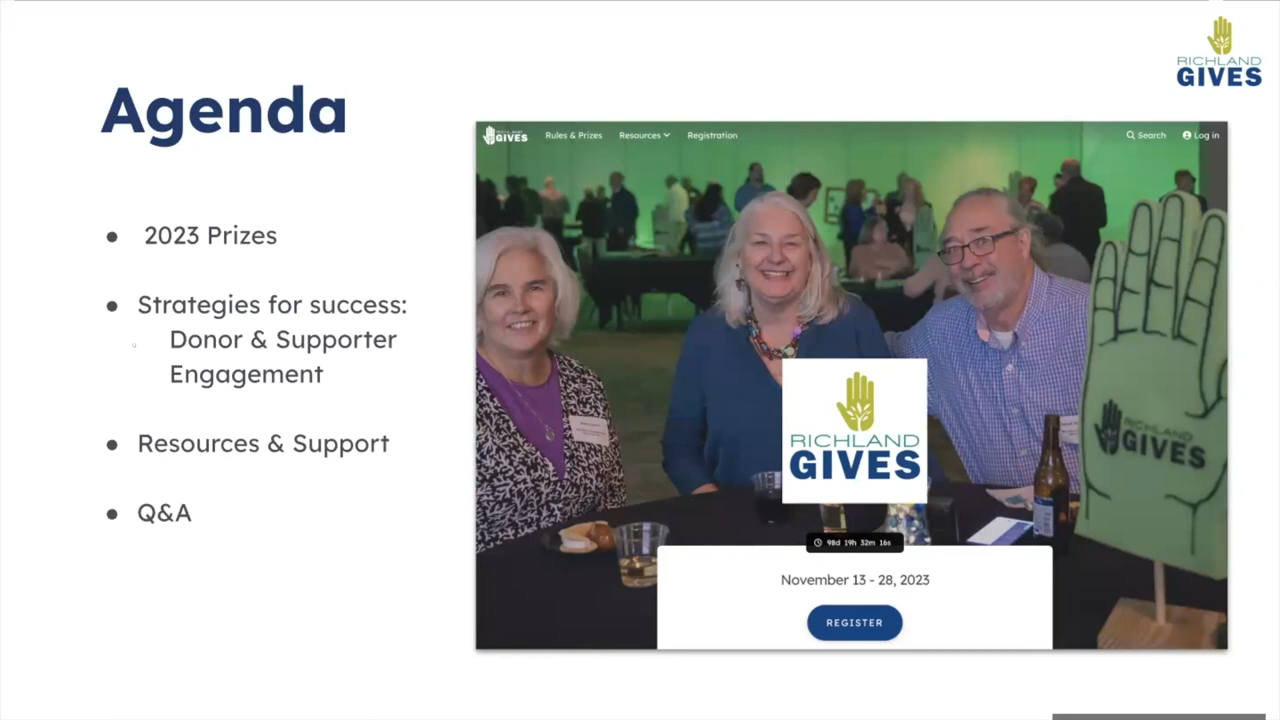 RICHLAND
GIVES
Agenda
● 2023 Prizes
● Strategies for success:
Donor & Supporter
Engagement
● Resources & Support
● Q&A
GIVES
Rules & Prizes
Resources
Registration
Search
Log in
RICHLAND
GIVES
RICHLAND
GIVES
98d 19h 32m 16s
November 13 - 28, 2023
REGISTER